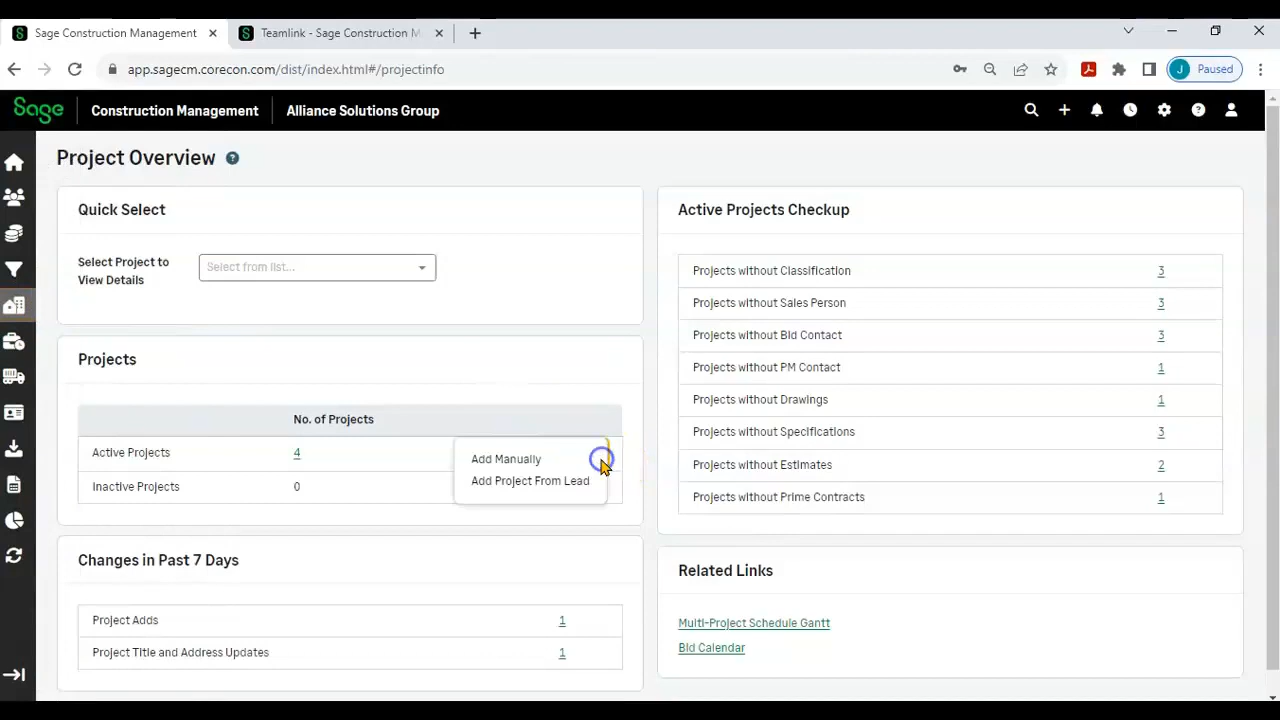 Sage Construction Management
Teamlink - Sage Construction M
app.sagecm.corecon.com/dist/index.html#/projectinfo
J Paused
Sage Construction Management Alliance Solutions Group
Project Overview
Quick Select
Select Project to
View Details
Select from list...
Projects
No. of Projects
Active Projects 4
Inactive Projects 0
Add Manually
Add Project From Lead
Changes in Past 7 Days
Project Adds 1
Project Title and Address Updates 1
Active Projects Checkup
Projects without Classification 3
Projects without Sales Person 3
Projects without Bid Contact 3
Projects without PM Contact 1
Projects without Drawings 1
Projects without Specifications 3
Projects without Estimates 2
Projects without Prime Contracts 1
Related Links
Multi-Project Schedule Gantt
Bid Calendar